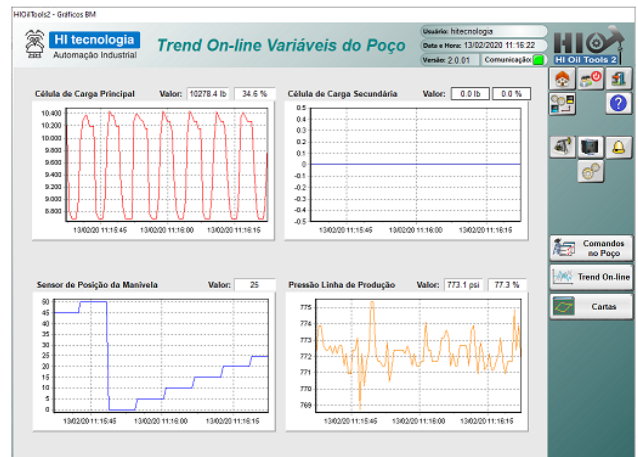 HIOilTools2 - Gráficos BM
HI tecnologia
Automação Industrial
Trend On-line Variáveis do Poço
Usuário: hitecnologia
Data e Hora: 13/02/2020 11:16:22
Versão: 2.0.01 Comunicação:
HIO
HI Oil Tools 2
Célula de Carga Principal Valor: 10278.4 lb 34.6 %
10.400
10.200
10.000
9.800
9.600
9.400
9.200
9.000
8.800
13/02/20 11:15:45 13/02/20 11:16:00 13/02/20 11:16:15
Célula de Carga Secundária Valor: 0.0 lb 0.0 %
0.5
0.4
0.3
0.2
0.1
0
-0.1
-0.2
-0.3
-0.4
-0.5
13/02/20 11:15:45 13/02/20 11:16:00 13/02/20 11:16:15
?
Comandos
no Poço
Trend On-line
Cartas
Sensor de Posição da Manivela Valor: 25
50
45
40
35
30
25
20
15
10
5
0
13/02/20 11:15:45 13/02/20 11:16:00 13/02/20 11:16:15
Pressão Linha de Produção Valor: 773.1 psi 77.3 %
775
774
773
772
771
770
769
13/02/20 11:15:45 13/02/20 11:16:00 13/02/20 11:16:15